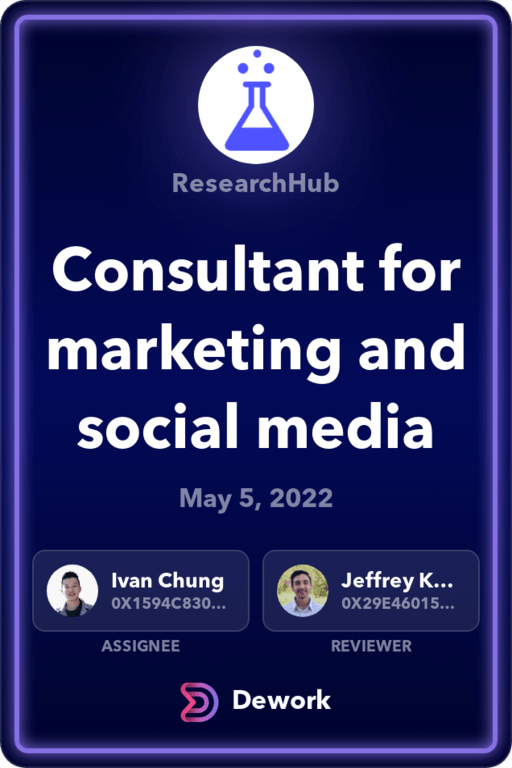 ResearchHub
Consultant for
marketing and
social media
May 5, 2022
Ivan Chung
0X1594C830...
ASSIGNEE
Jeffrey K...
0X29E46015...
REVIEWER
Dework